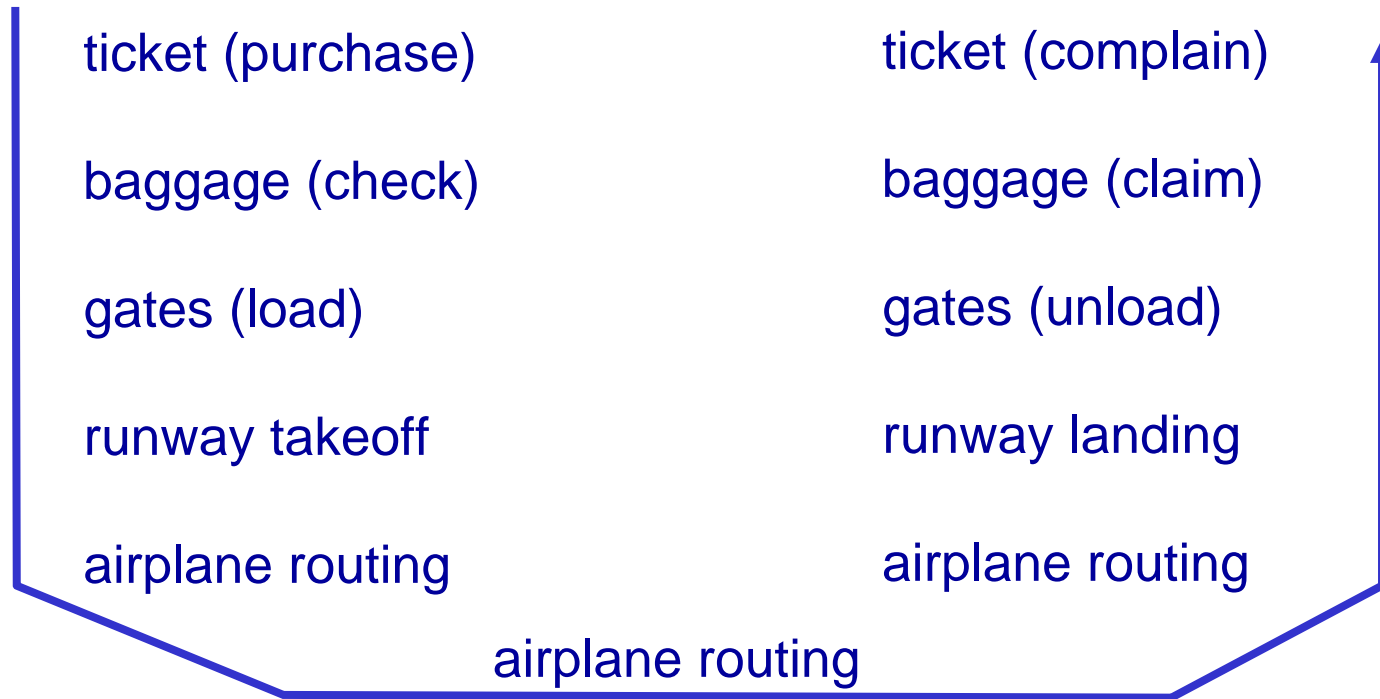 ticket (purchase)
baggage (check)
gates (load)
runway takeoff
airplane routing
ticket (complain)
baggage (claim)
gates (unload)
runway landing
airplane routing
airplane routing